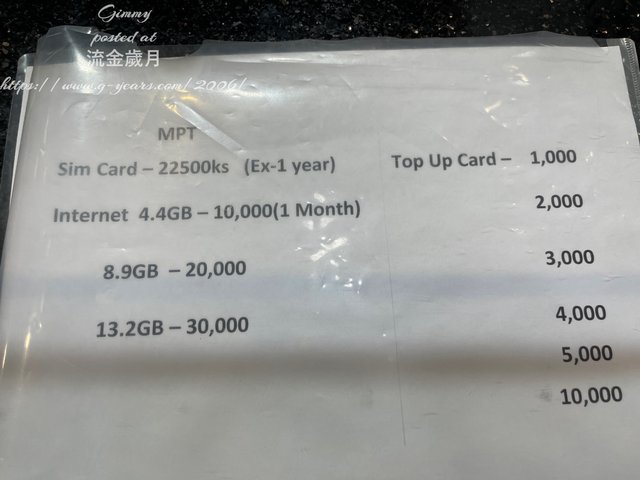 Gimmy
posted at
流金歲月
https://www.g-years.com/2006/
MPT
Sim Card – 22500ks (Ex-1 year)
Internet 4.4GB – 10,000(1 Month)
8.9GB – 20,000
13.2GB – 30,000
Top Up Card – 1,000
2,000
3,000
4,000
5,000
10,000